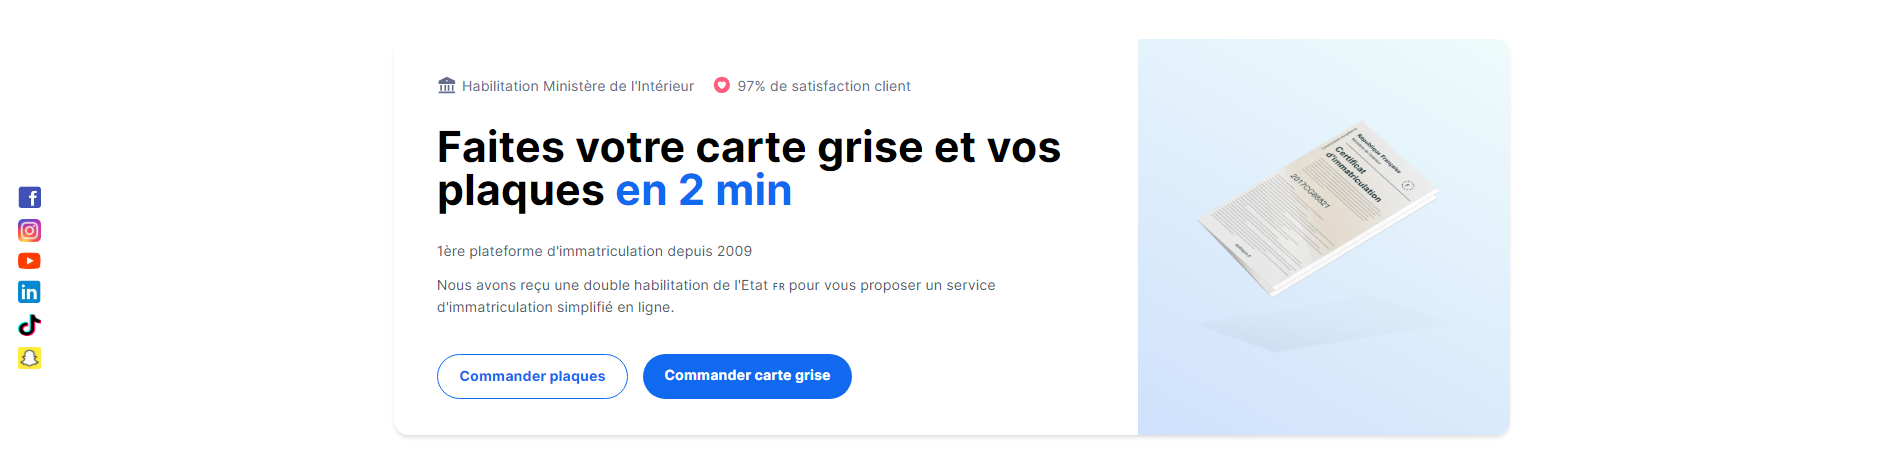 Habilitation Ministère de l'Intérieur
97% de satisfaction client
Faites votre carte grise et vos
plaques en 2 min
1ère plateforme d'immatriculation depuis 2009
Nous avons reçu une double habilitation de l'Etat FR pour vous proposer un service
d'immatriculation simplifié en ligne.
Commander plaques
Commander carte grise
République Française
Certificat
d'immatriculation